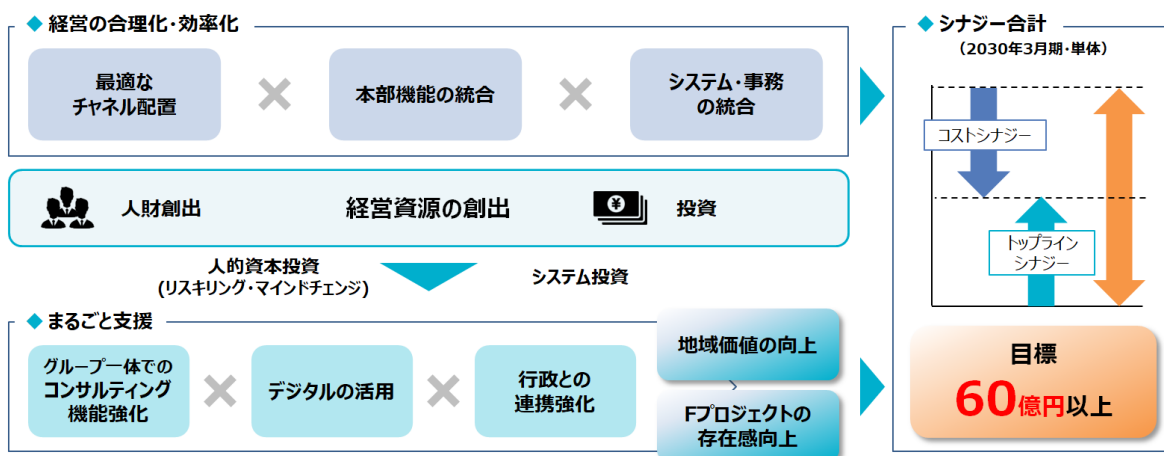 ◆ 経営の合理化・効率化
最適な
チャネル配置
×
本部機能の統合
×
システム・事務
の統合
人財創出
経営資源の創出
¥
投資
人的資本投資
(リスキリング・マインドチェンジ)
システム投資
◆ まるごと支援
グループ一体での
コンサルティング
機能強化
×
デジタルの活用
×
行政との
連携強化
地域価値の向上
Fプロジェクトの
存在感向上
◆ シナジー合計
(2030年3月期・単体)
コストシナジー
トップライン
シナジー
目標
60億円以上